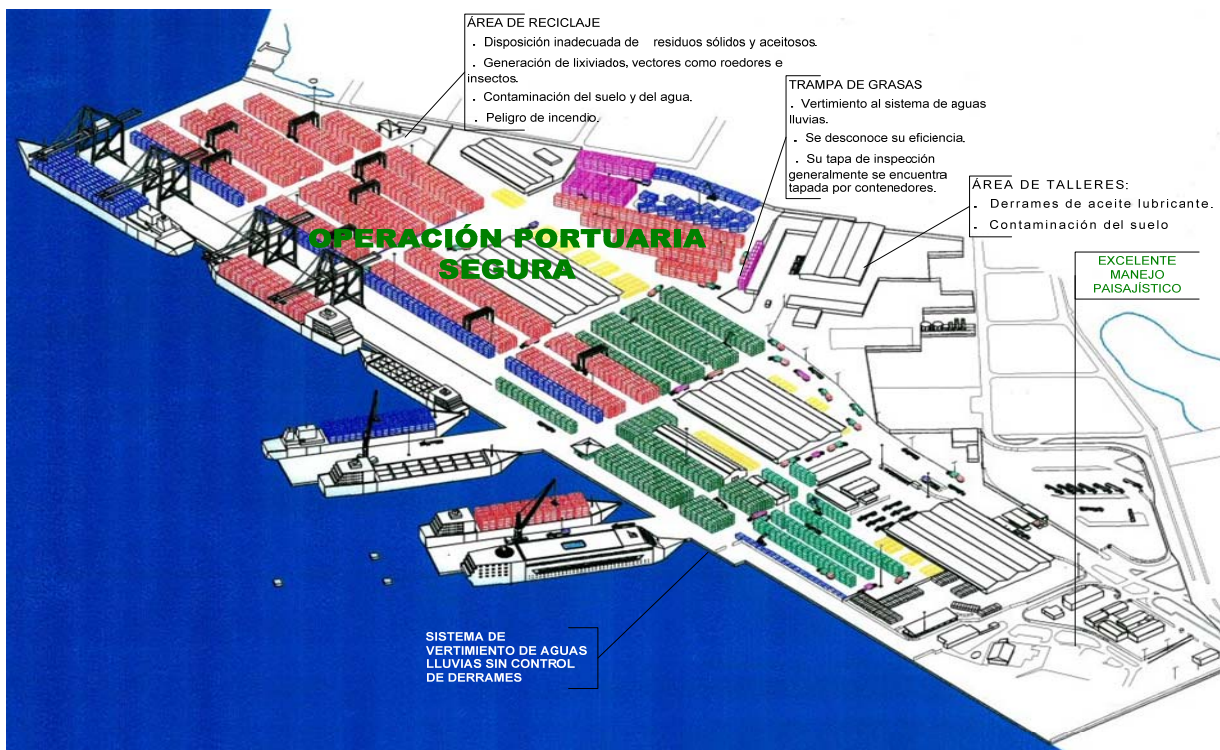 ÁREA DE RECICLAJE
. Disposición inadecuada de residuos sólidos y aceitosos.
. Generación de lixiviados, vectores como roedores e
insectos.
. Contaminación del suelo y del agua.
. Peligro de incendio.
TRAMPA DE GRASAS
. Vertimiento al sistema de aguas
lluvias.
. Se desconoce su eficiencia.
. Su tapa de inspección
generalmente se encuentra
tapada por contenedores.
ÁREA DE TALLERES:
. Derrames de aceite lubricante.
. Contaminación del suelo
OPERACIÓN PORTUARIA
SEGURA
EXCELENTE
MANEJO
PAISAJÍSTICO
SISTEMA DE
VERTIMIENTO DE AGUAS
LLUVIAS SIN CONTROL
DE DERRAMES